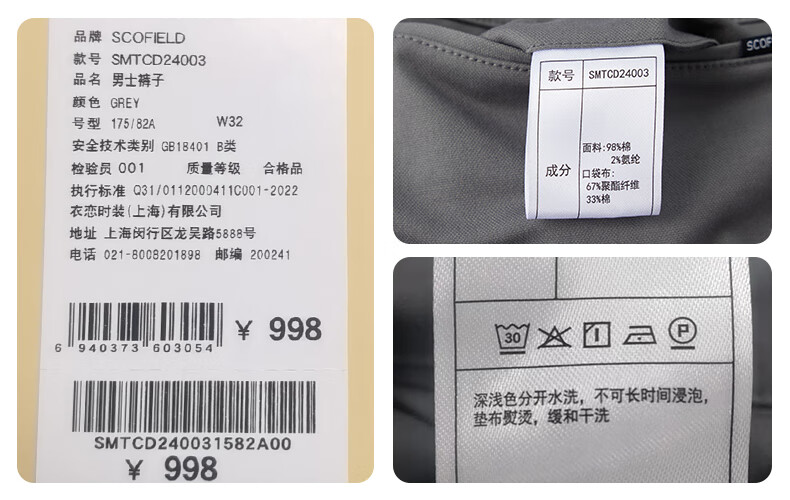 品牌 SCOFIELD
款号 SMTCD24003
品名 男士裤子
颜色 GREY
号型 175/82A W32
安全技术类别 GB18401 B类
检验员 001 质量等级 合格品
执行标准 Q31/0112000411C001-2022
衣恋时装(上海)有限公司
地址 上海闵行区龙吴路5888号
电话 021-6008201898 邮编 200241
6 940373 603054
¥ 998
SMTCD240031582A00
¥ 998
SCOF
款号 SMTCD24003
成分
面料:98%棉
2%氨纶
口袋布:
67%聚酯纤维
33%棉
30 P
深浅色分开水洗，不可长时间浸泡，
垫布熨烫，缓和干洗